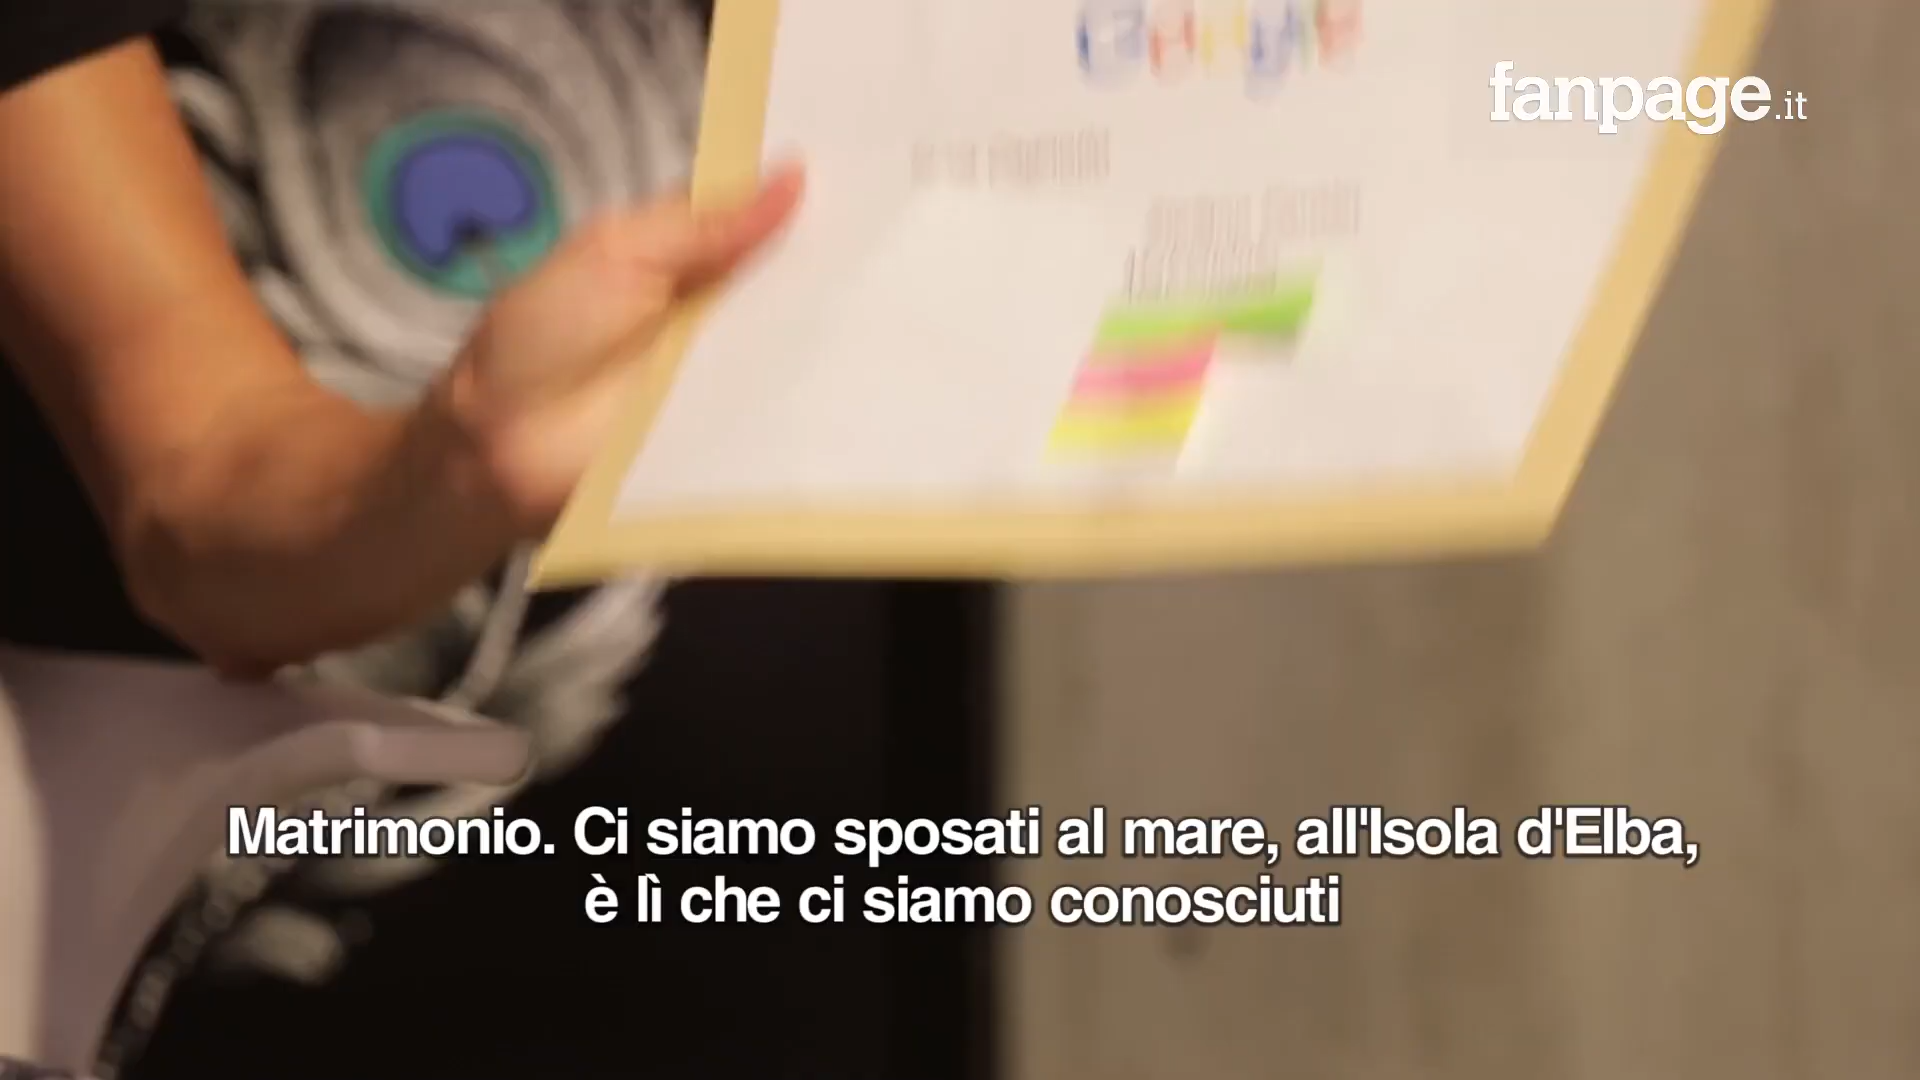 fanpage.it
Matrimonio. Ci siamo sposati al mare, all'Isola d'Elba,
è lì che ci siamo conosciuti